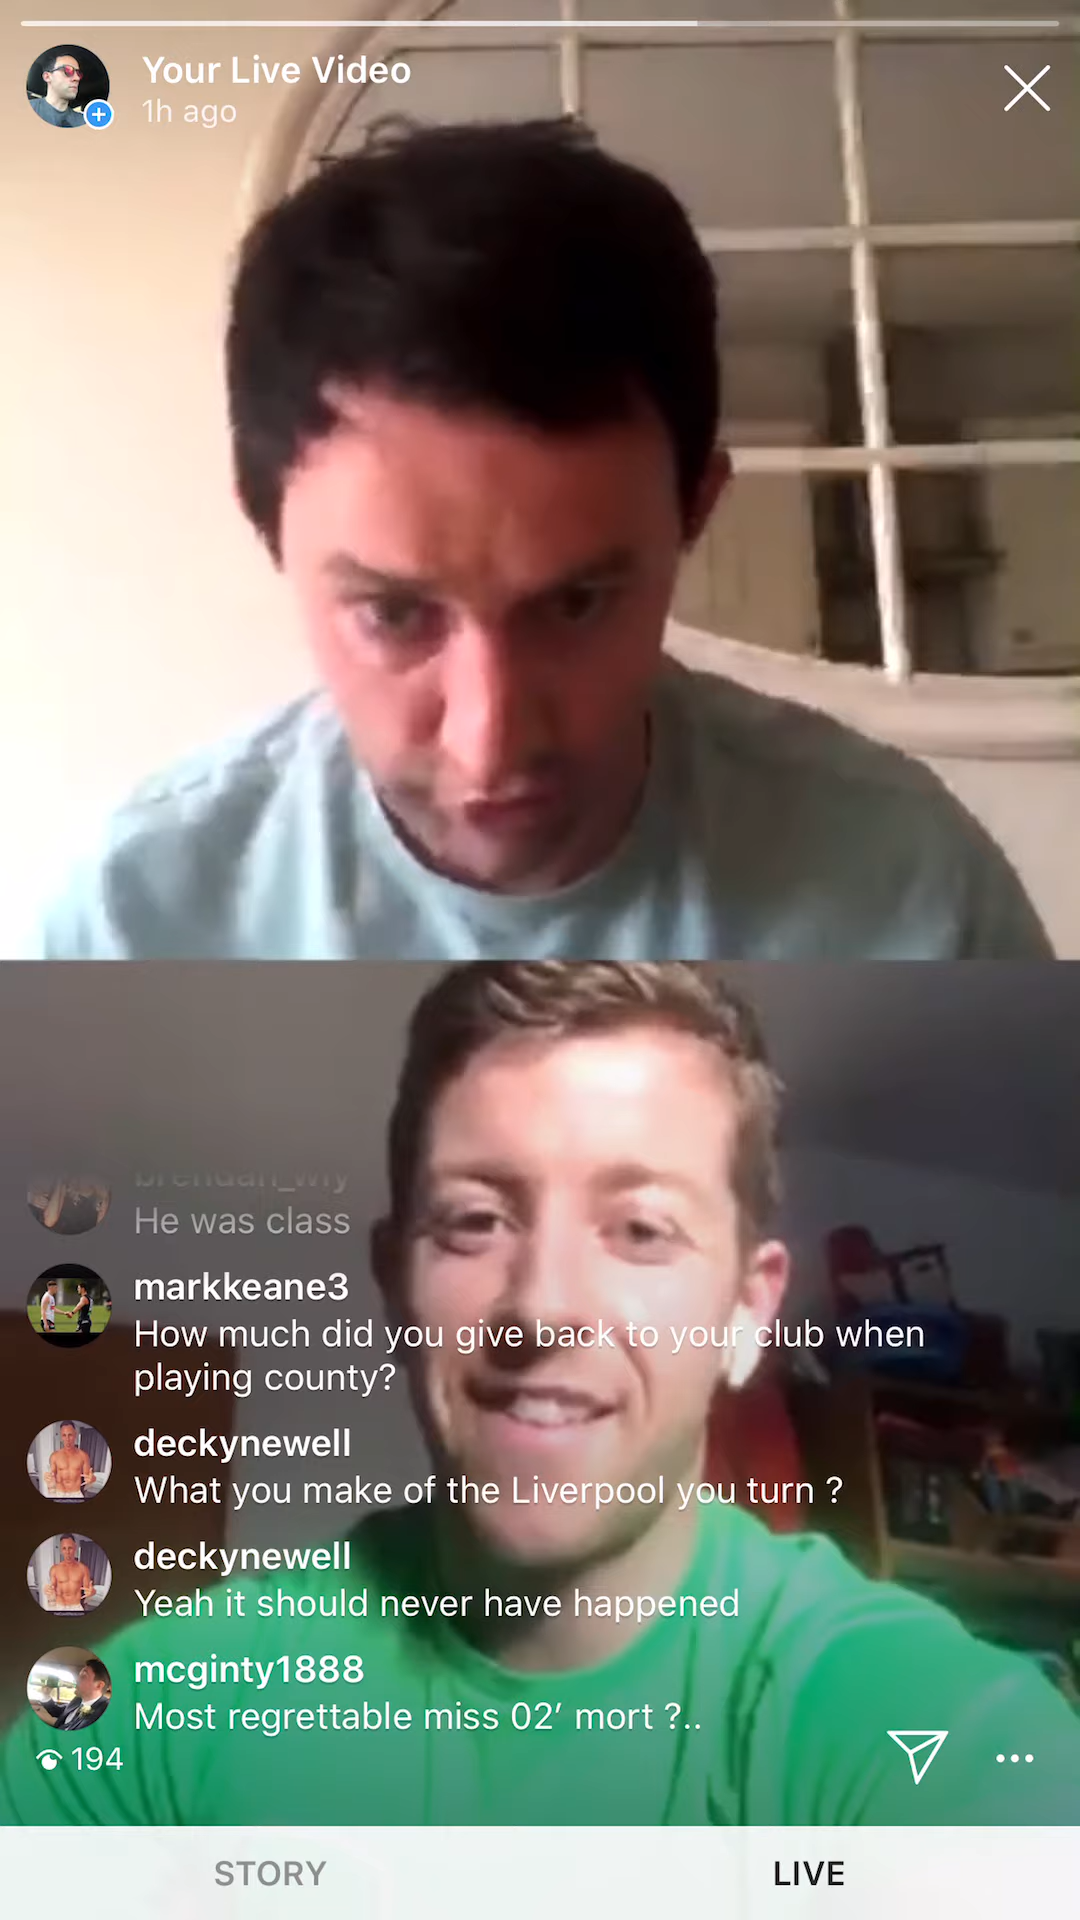 Your Live Video
1h ago
He was class
markkeane3
How much did you give back to your club when
playing county?
deckynewell
What you make of the Liverpool you turn ?
deckynewell
Yeah it should never have happened
mcginty1888
Most regrettable miss 02’ mort ?..
194
STORY
LIVE